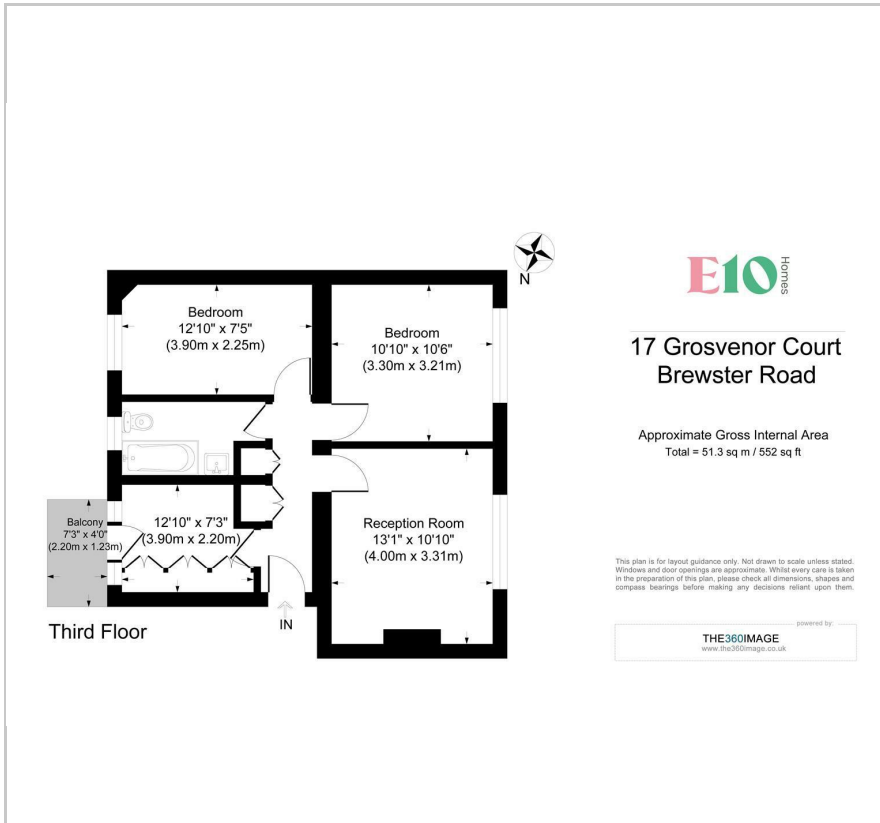 Bedroom
12'10" x 7'5"
(3.90m x 2.25m)
Bedroom
10'10" x 10'6"
(3.30m x 3.21m)
N
Balcony
7'3" x 4'0"
(2.20m x 1.23m)
12'10" x 7'3"
(3.90m x 2.20m)
Reception Room
13'1" x 10'10"
(4.00m x 3.31m)
IN
Third Floor
E10 Homes
17 Grosvenor Court
Brewster Road
Approximate Gross Internal Area
Total = 51.3 sq m / 552 sq ft
This plan is for layout guidance only. Not drawn to scale unless stated.
Windows and door openings are approximate. Whilst every care is taken
in the preparation of this plan, please check all dimensions, shapes and
compass bearings before making any decisions reliant upon them.
powered by:
THE360IMAGE
www.the360image.co.uk